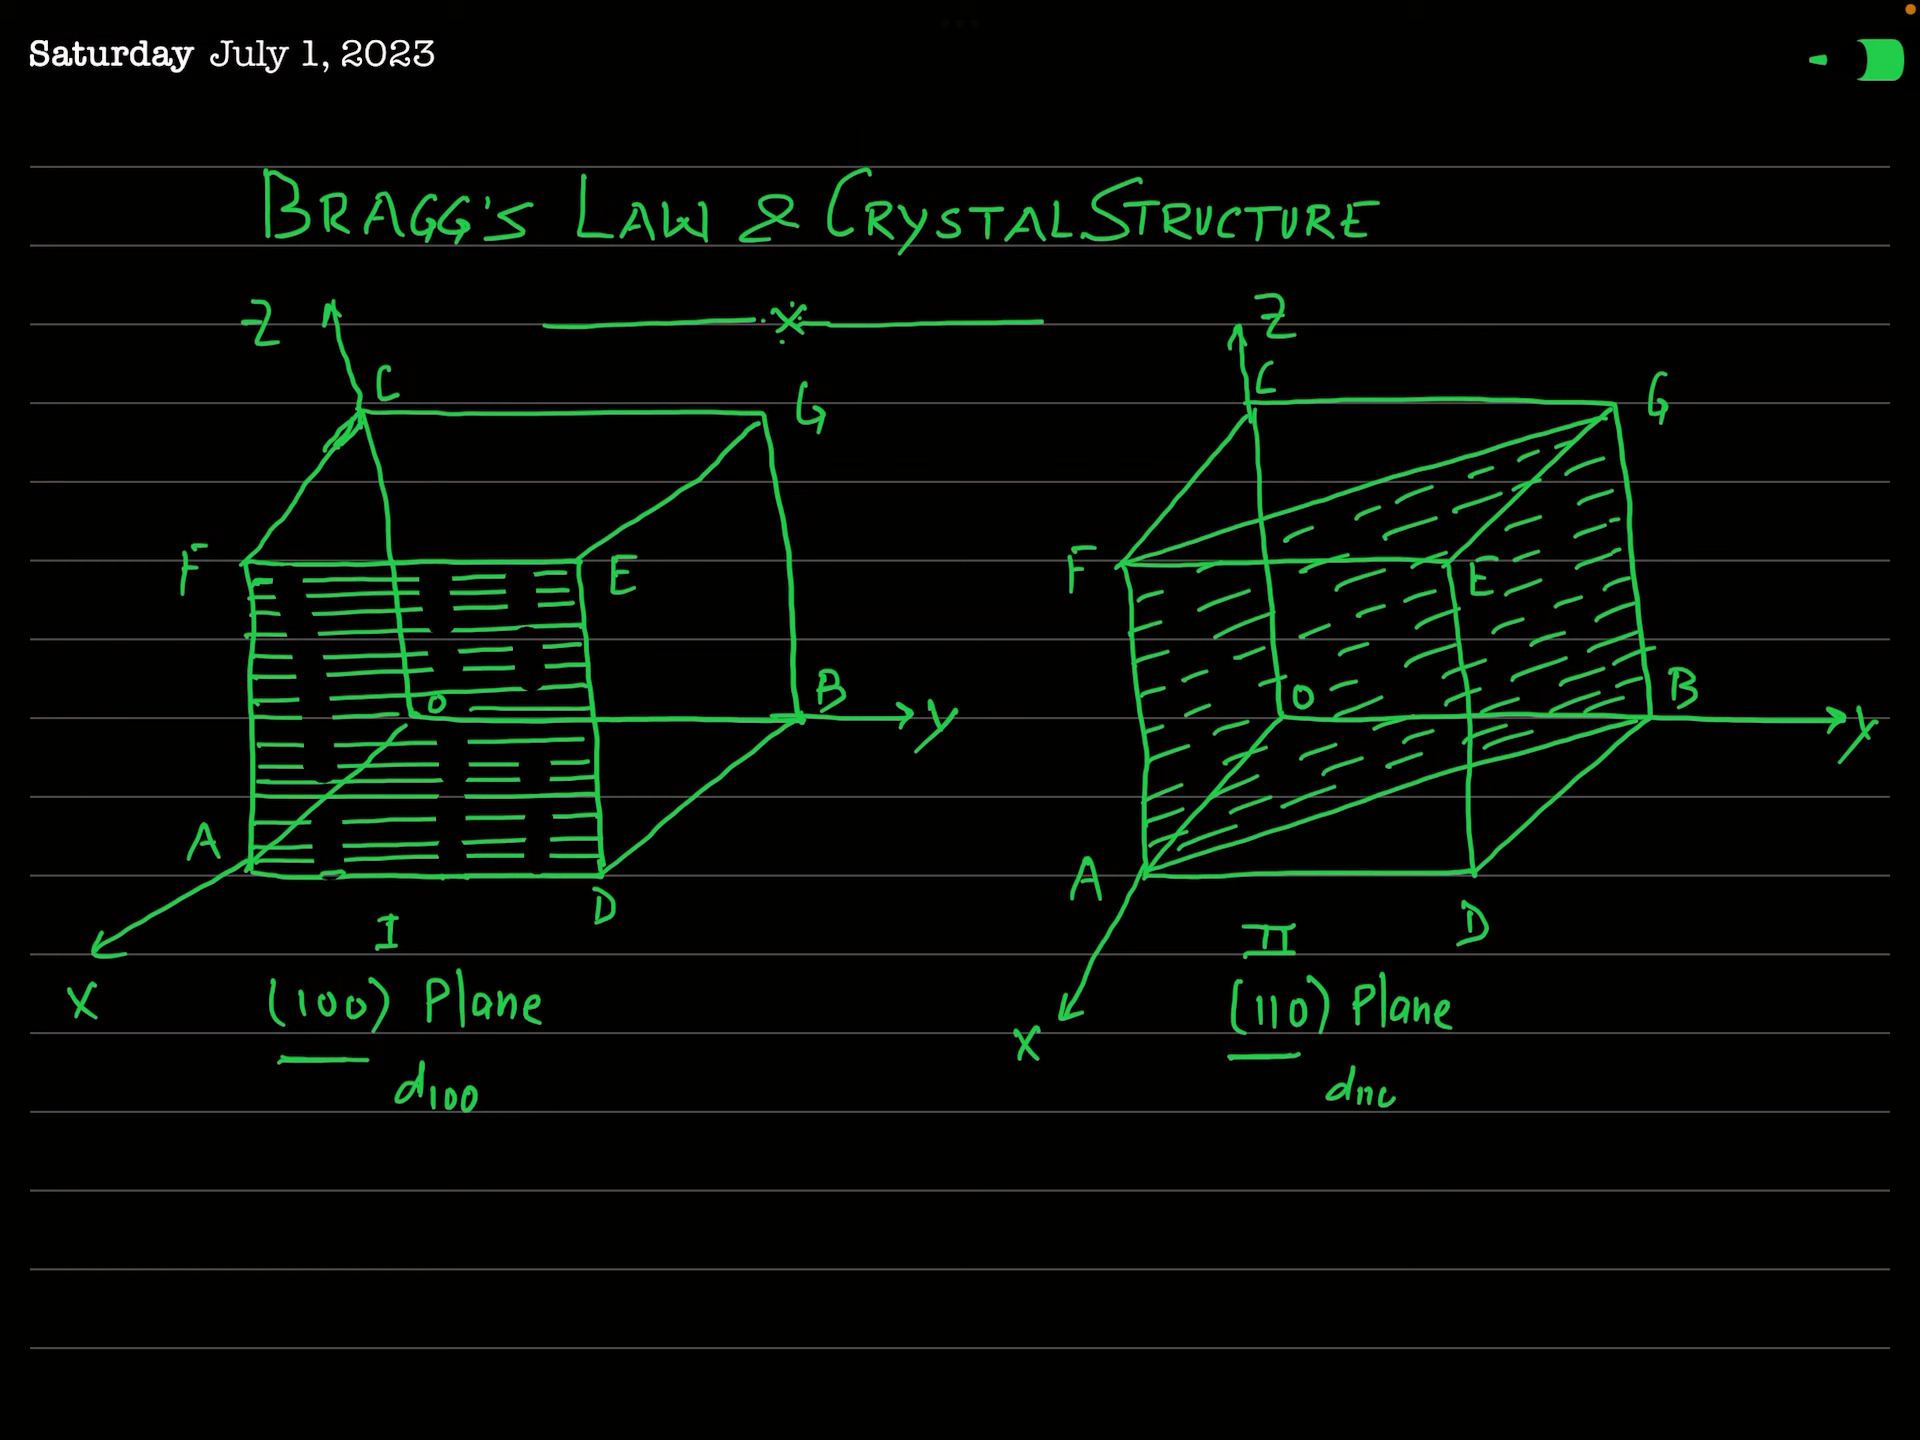 Saturday July 1, 2023
BRAGG'S LAW & CRYSTAL STRUCTURE
Z
Z
C
G
C
G
F
E
F
E
O
B
Y
O
B
Y
A
D
A
D
X
I
X
II
(100) Plane
(110) Plane
d100
d110